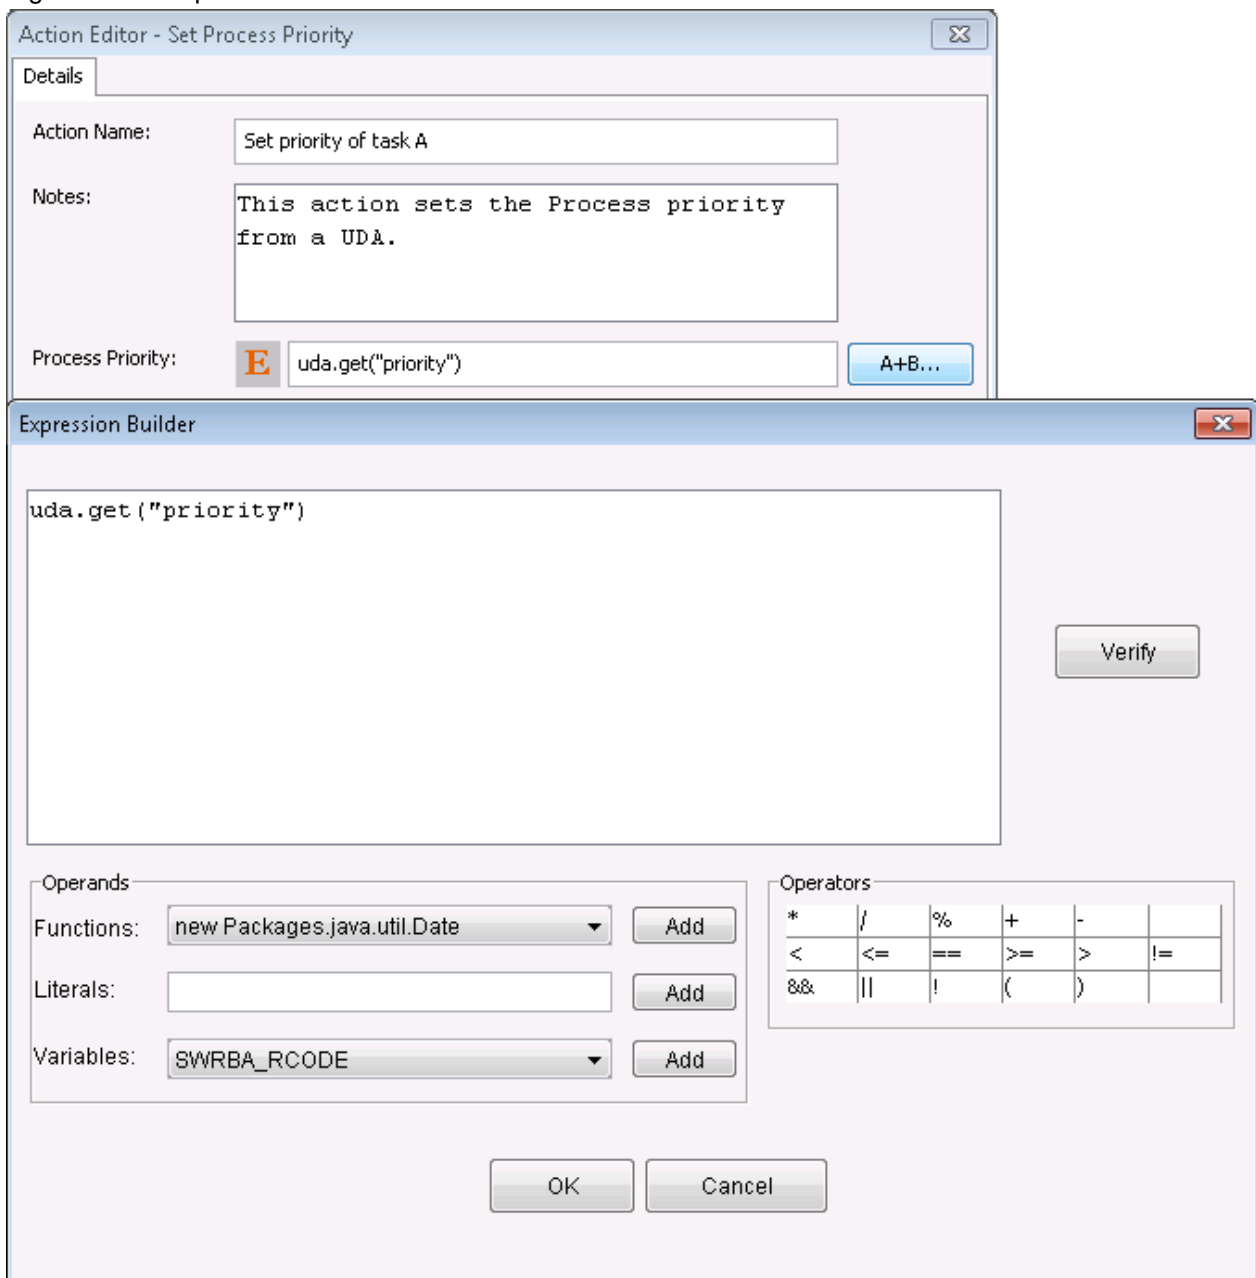 Action Editor - Set Process Priority
Details
Action Name:
Set priority of task A
Notes:
This action sets the Process priority
from a UDA.
Process Priority:
E
uda.get("priority")
A+B...
Expression Builder
uda.get("priority")
Verify
Operands
Functions:
new Packages.java.util.Date
Add
Literals:
Add
Variables:
SWRBA_RCODE
Add
Operators
* / % + -
< <= == >= > !=
&& || ! ( )
OK
Cancel